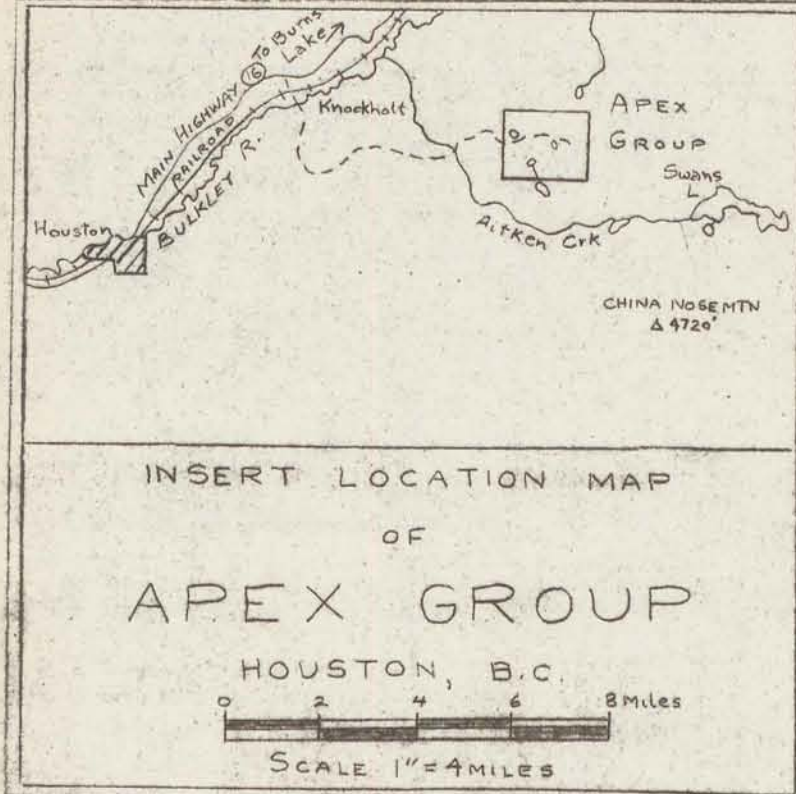 To Burns
Lake
MAIN HIGHWAY 16
RAILROAD
BULKLEY R.
Knockholt
Houston
APEX
GROUP
Swans
L
Aitken Crk
CHINA NOSE MTN
Δ 4720'
INSERT LOCATION MAP
OF
APEX GROUP
HOUSTON, B.C.
0 2 4 6 8 Miles
SCALE 1"=4 MILES